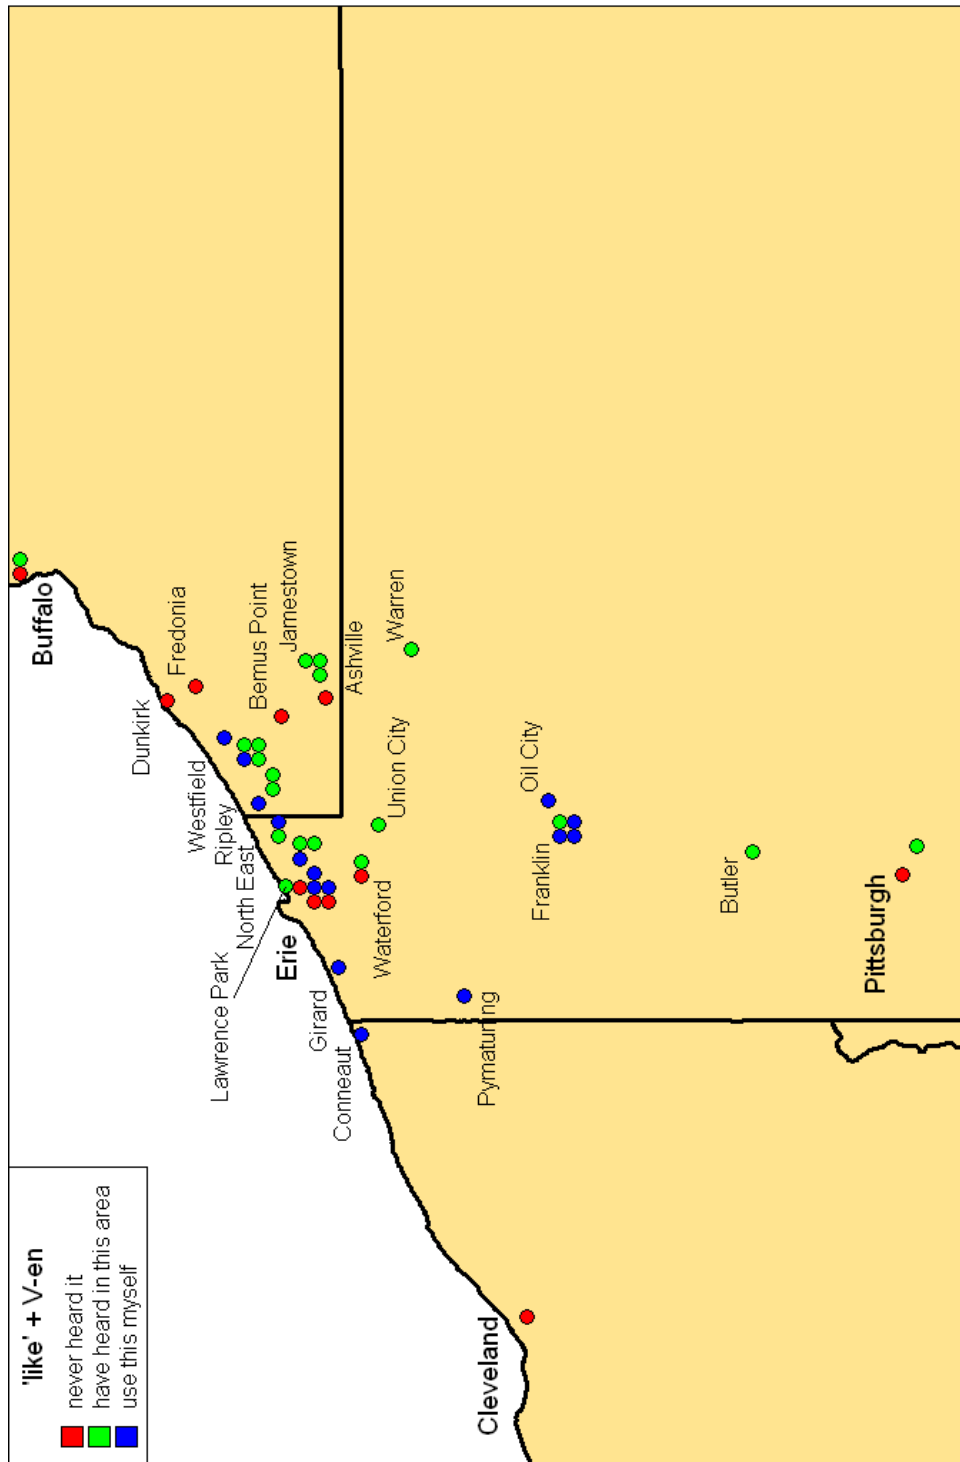 'like' + V-en
never heard it
have heard in this area
use this myself
Buffalo
Dunkirk
Fredonia
Westfield
Bemus Point
Jamestown
Ripley
Ashville
Warren
North East
Lawrence Park
Erie
Union City
Waterford
Girard
Conneaut
Pymatuning
Oil City
Franklin
Cleveland
Butler
Pittsburgh